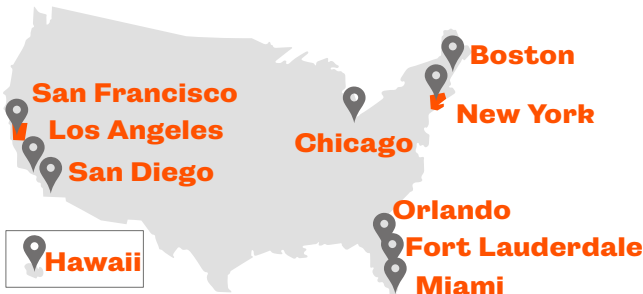 Boston
San Francisco
New York
Los Angeles
Chicago
San Diego
Orlando
Fort Lauderdale
Hawaii
Miami